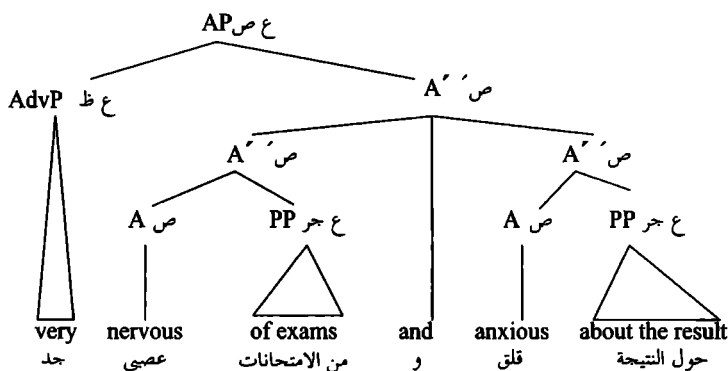 AP ع ص
AdvP ع ظ
A´ ص´
A´ ص´
A´ ص´
A ص
PP ع جر
A ص
PP ع جر
very nervous of exams and anxious about the result
جد عصبي من الامتحانات و قلق حول النتيجة